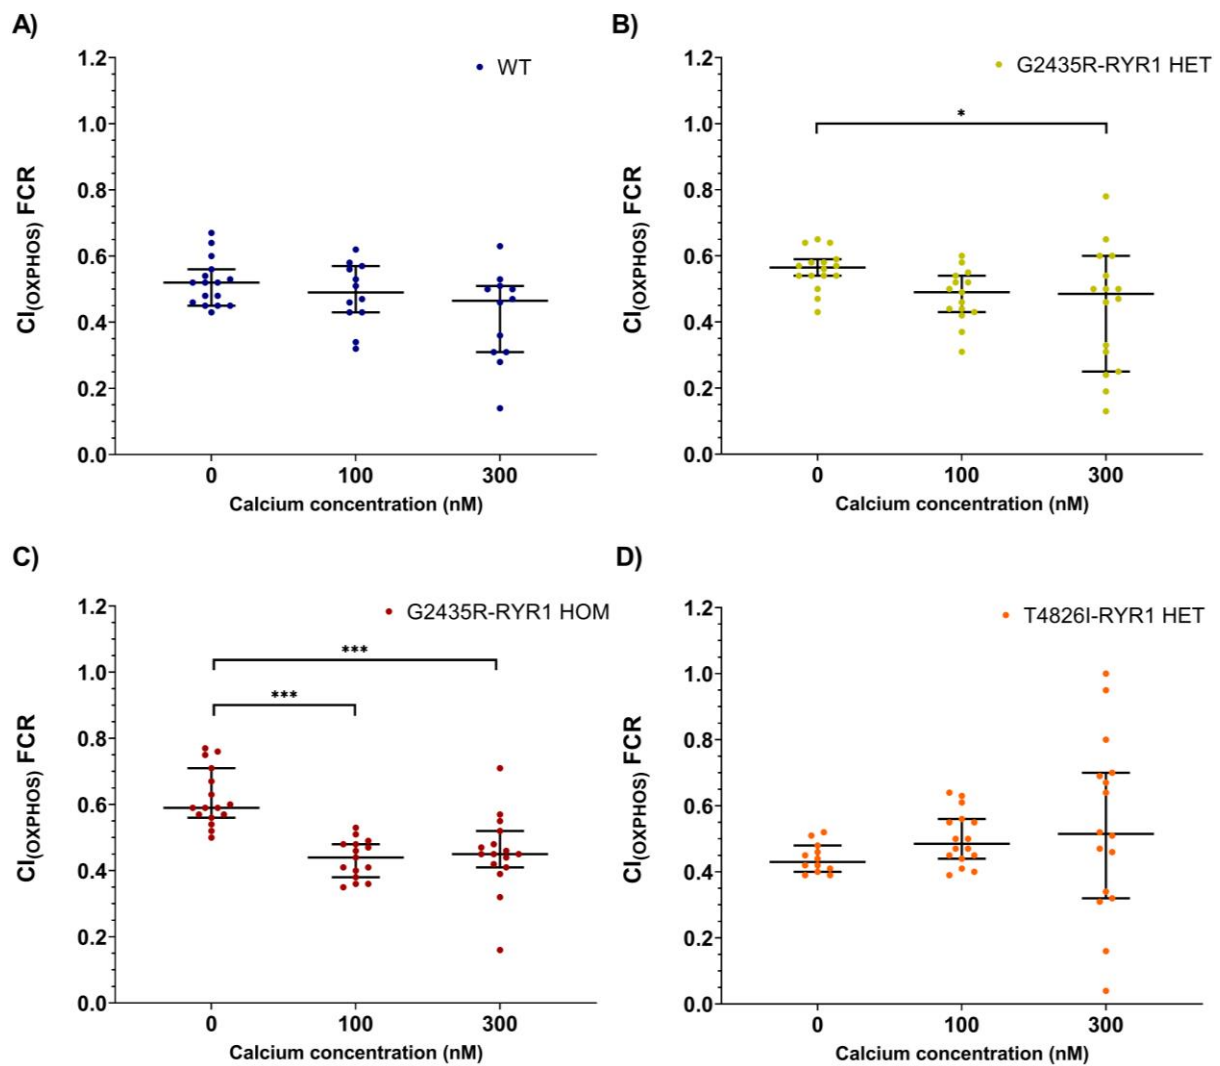 A)
WT
1.2
1.0
0.8
0.6
0.4
0.2
0.0
CI(OXPHOS) FCR
0 100 300
Calcium concentration (nM)
B)
G2435R-RYR1 HET
*
1.2
1.0
0.8
0.6
0.4
0.2
0.0
CI(OXPHOS) FCR
0 100 300
Calcium concentration (nM)
C)
G2435R-RYR1 HOM
***
***
1.2
1.0
0.8
0.6
0.4
0.2
0.0
CI(OXPHOS) FCR
0 100 300
Calcium concentration (nM)
D)
T4826I-RYR1 HET
1.2
1.0
0.8
0.6
0.4
0.2
0.0
CI(OXPHOS) FCR
0 100 300
Calcium concentration (nM)